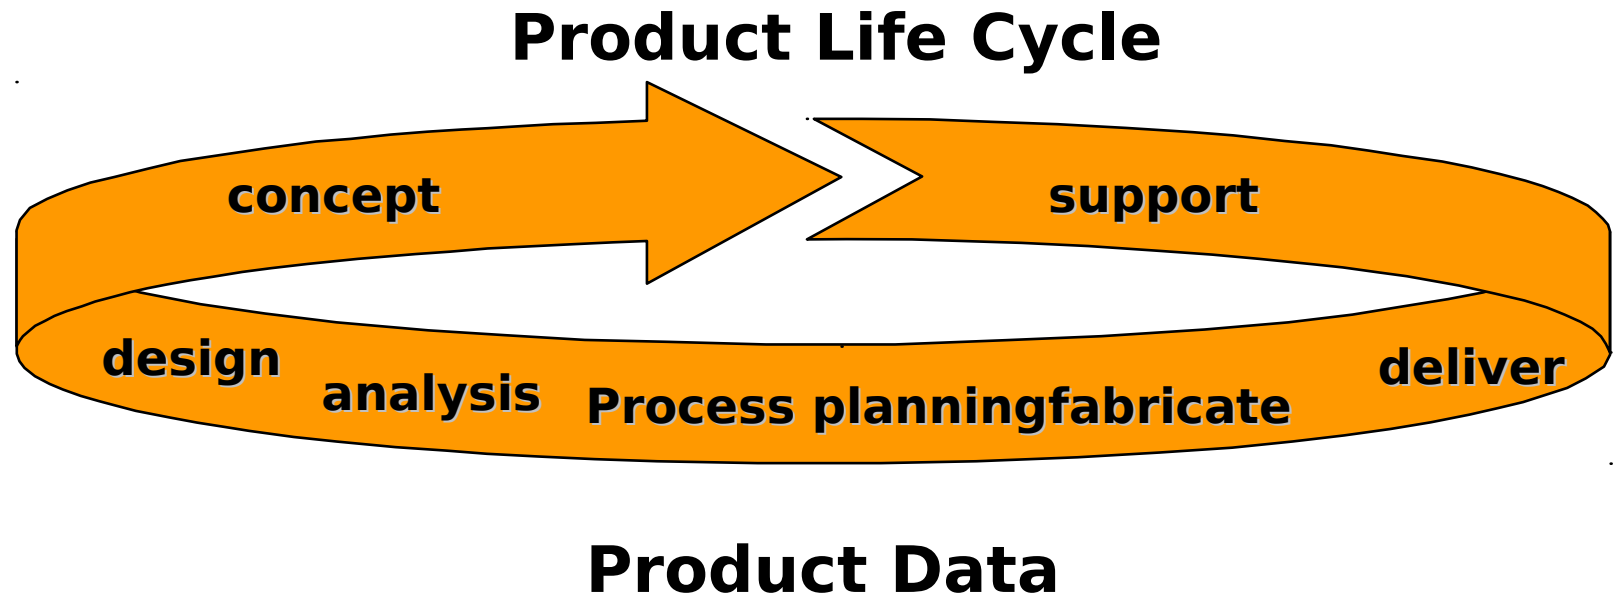 Product Life Cycle
concept
support
design
analysis
Process planningfabricate
deliver
Product Data